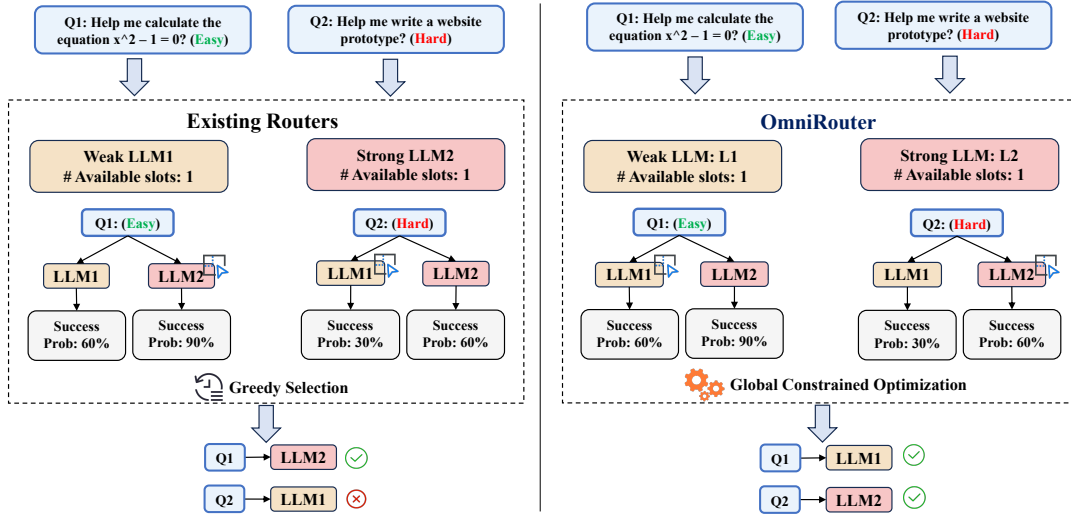 Q1: Help me calculate the
equation x^2 – 1 = 0? (Easy)
Q2: Help me write a website
prototype? (Hard)
Existing Routers
Weak LLM1
# Available slots: 1
Strong LLM2
# Available slots: 1
Q1: (Easy)
Q2: (Hard)
LLM1
LLM2
LLM1
LLM2
Success
Prob: 60%
Success
Prob: 90%
Success
Prob: 30%
Success
Prob: 60%
Greedy Selection
Q1
LLM2
Q2
LLM1
Q1: Help me calculate the
equation x^2 – 1 = 0? (Easy)
Q2: Help me write a website
prototype? (Hard)
OmniRouter
Weak LLM: L1
# Available slots: 1
Strong LLM: L2
# Available slots: 1
Q1: (Easy)
Q2: (Hard)
LLM1
LLM2
LLM1
LLM2
Success
Prob: 60%
Success
Prob: 90%
Success
Prob: 30%
Success
Prob: 60%
Global Constrained Optimization
Q1
LLM1
Q2
LLM2